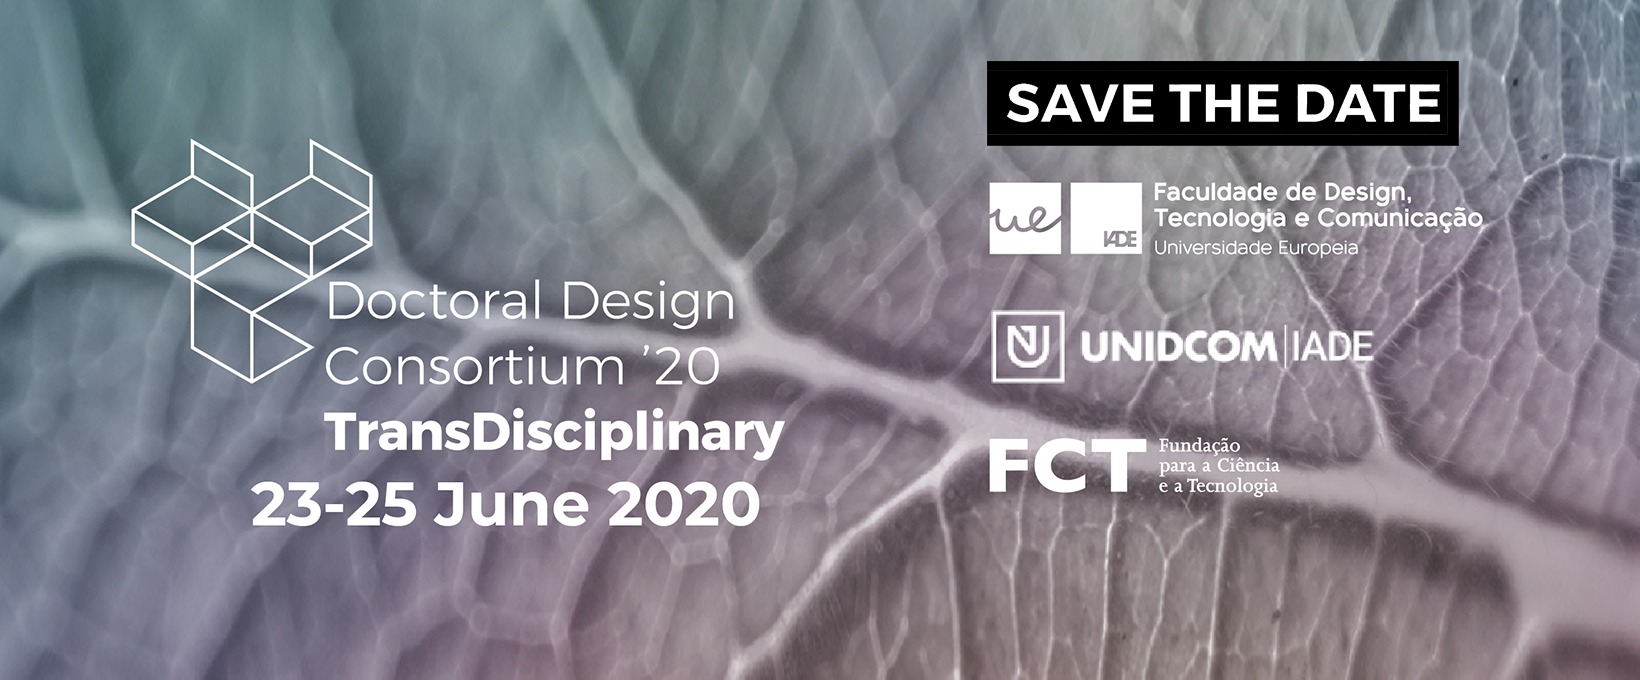 Doctoral Design
Consortium ’20
TransDisciplinary
23-25 June 2020
SAVE THE DATE
ue
IADE
Faculdade de Design,
Tecnologia e Comunicação
Universidade Europeia
UNIDCOM|IADE
FCT
Fundação
para a Ciência
e a Tecnologia